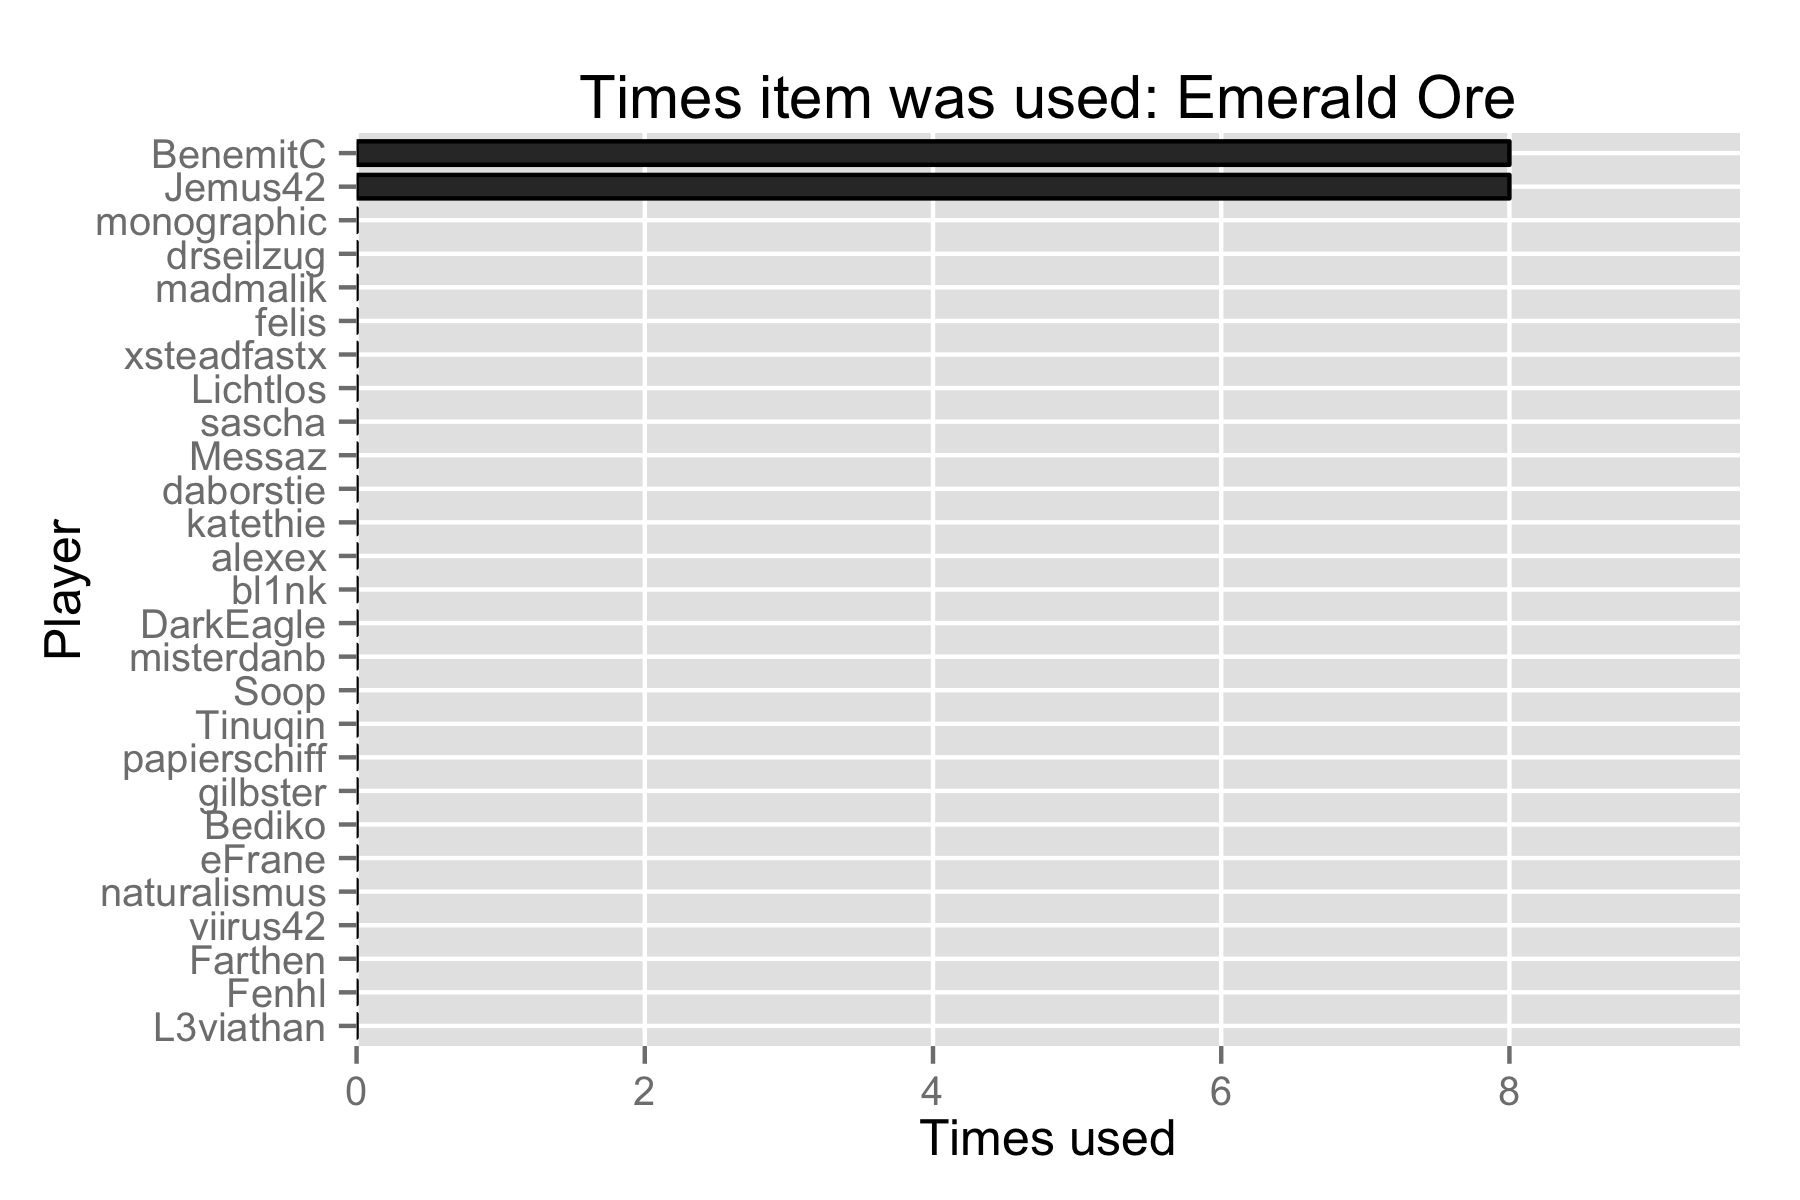 Times item was used: Emerald Ore
Player
BenemitC
Jemus42
monographic
drseilzug
madmalik
felis
xsteadfastx
Lichtlos
sascha
Messaz
daborstie
katethie
alexex
bl1nk
DarkEagle
misterdanb
Soop
Tinuqin
papierschiff
gilbster
Bediko
eFrane
naturalismus
viirus42
Farthen
Fenhl
L3viathan
0 2 4 6 8
Times used